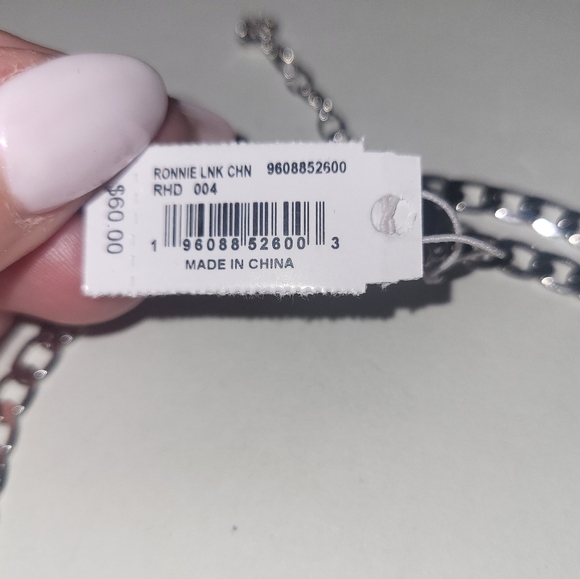 RONNIE LNK CHN 9608852600
RHD 004
1 96088 52600 3
MADE IN CHINA
$60.00